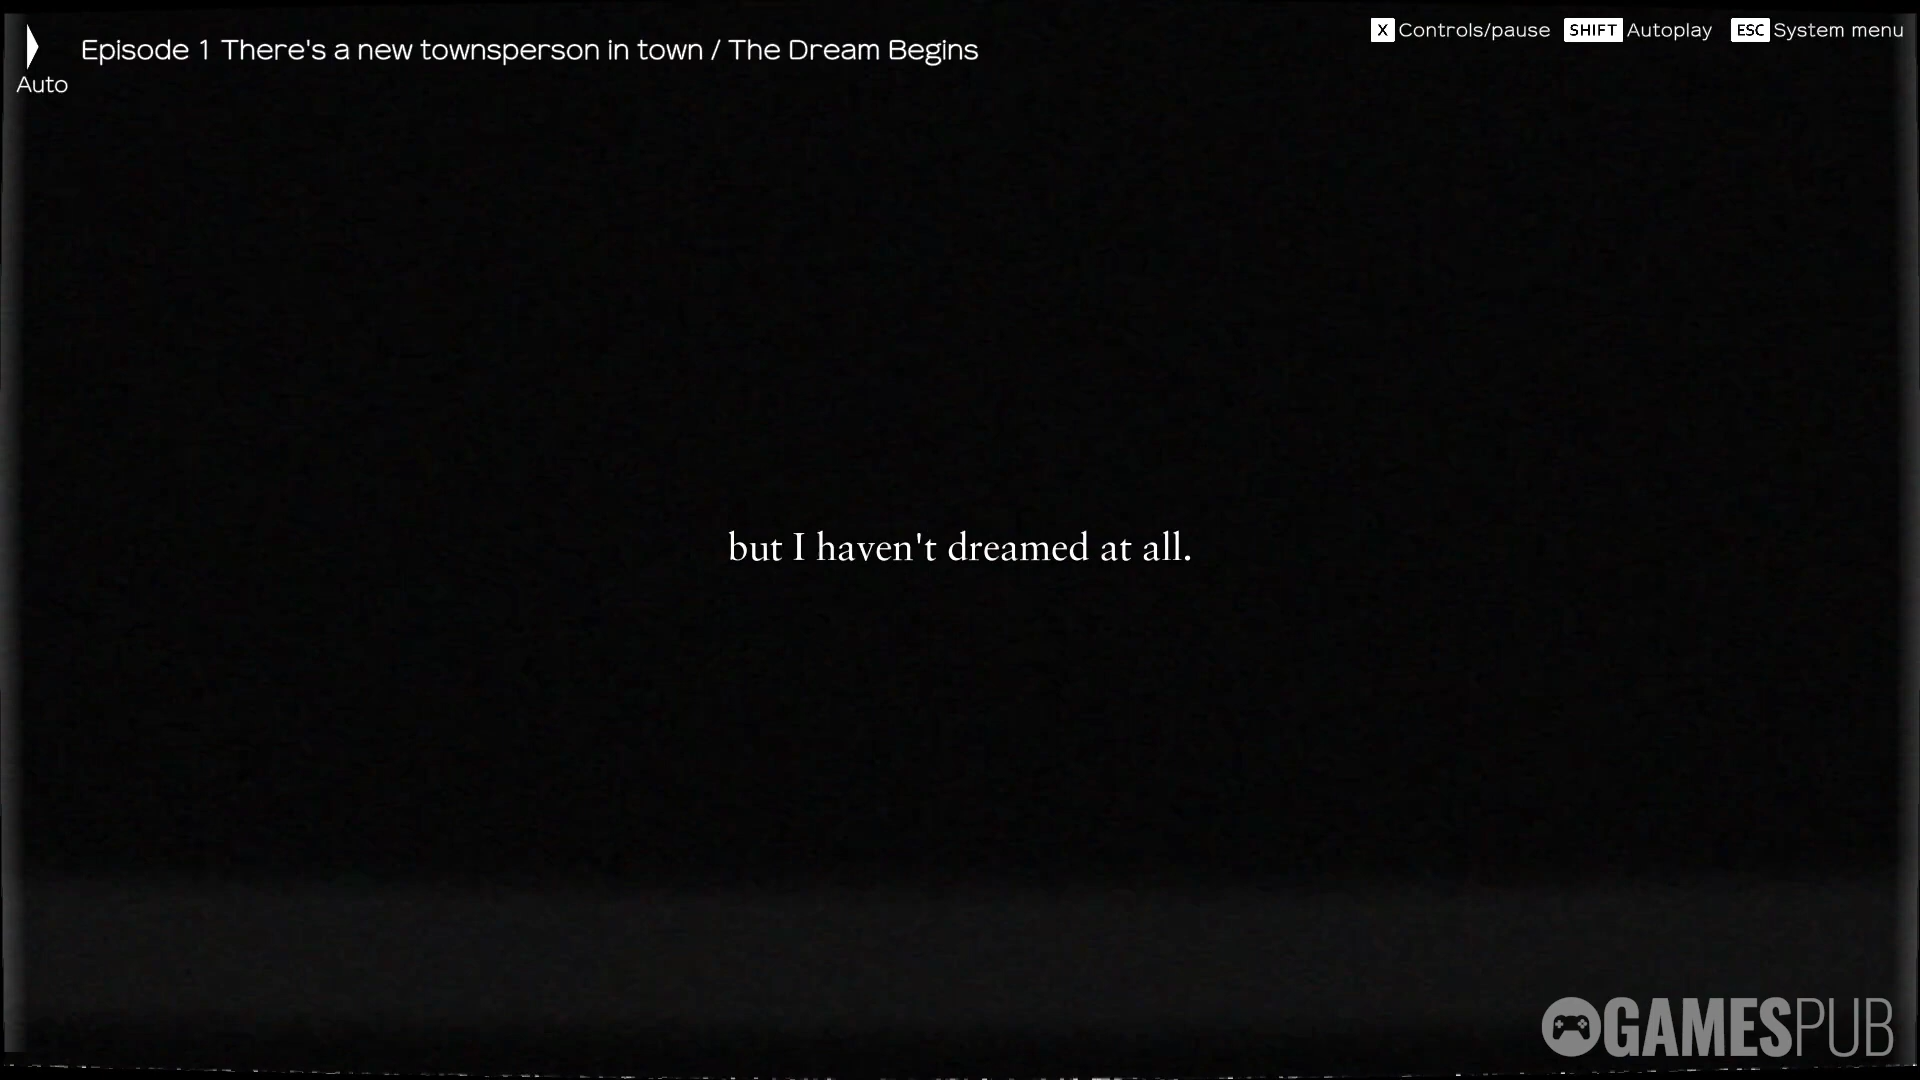 Episode 1 There's a new townsperson in town / The Dream Begins
X Controls/pause SHIFT Autoplay ESC System menu
Auto
but I haven't dreamed at all.
GAMESPUB